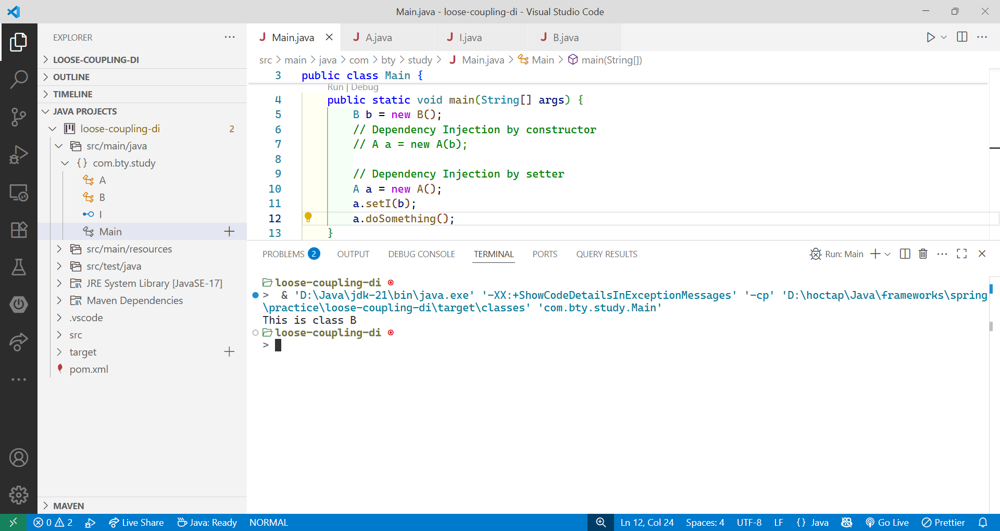 Main.java - loose-coupling-di - Visual Studio Code
EXPLORER
LOOSE-COUPLING-DI
OUTLINE
TIMELINE
JAVA PROJECTS
loose-coupling-di 2
src/main/java
{} com.bty.study
A
B
I
Main
src/main/resources
src/test/java
JRE System Library [JavaSE-17]
Maven Dependencies
.vscode
src
target
pom.xml
MAVEN
J Main.java
J A.java
J I.java
J B.java
src > main > java > com > bty > study > J Main.java > Main > main(String[])
3 public class Main {
Run | Debug
4 public static void main(String[] args) {
5 B b = new B();
6 // Dependency Injection by constructor
7 // A a = new A(b);
8
9 // Dependency Injection by setter
10 A a = new A();
11 a.setI(b);
12 a.doSomething();
13 }
PROBLEMS 2 OUTPUT DEBUG CONSOLE TERMINAL PORTS QUERY RESULTS
Run: Main
loose-coupling-di
> & 'D:\Java\jdk-21\bin\java.exe' '-XX:+ShowCodeDetailsInExceptionMessages' '-cp' 'D:\hoctap\Java\frameworks\spring
\practice\loose-coupling-di\target\classes' 'com.bty.study.Main'
This is class B
loose-coupling-di
>
0 2 Live Share Java: Ready NORMAL
Ln 12, Col 24 Spaces: 4 UTF-8 LF {} Java Go Live Prettier